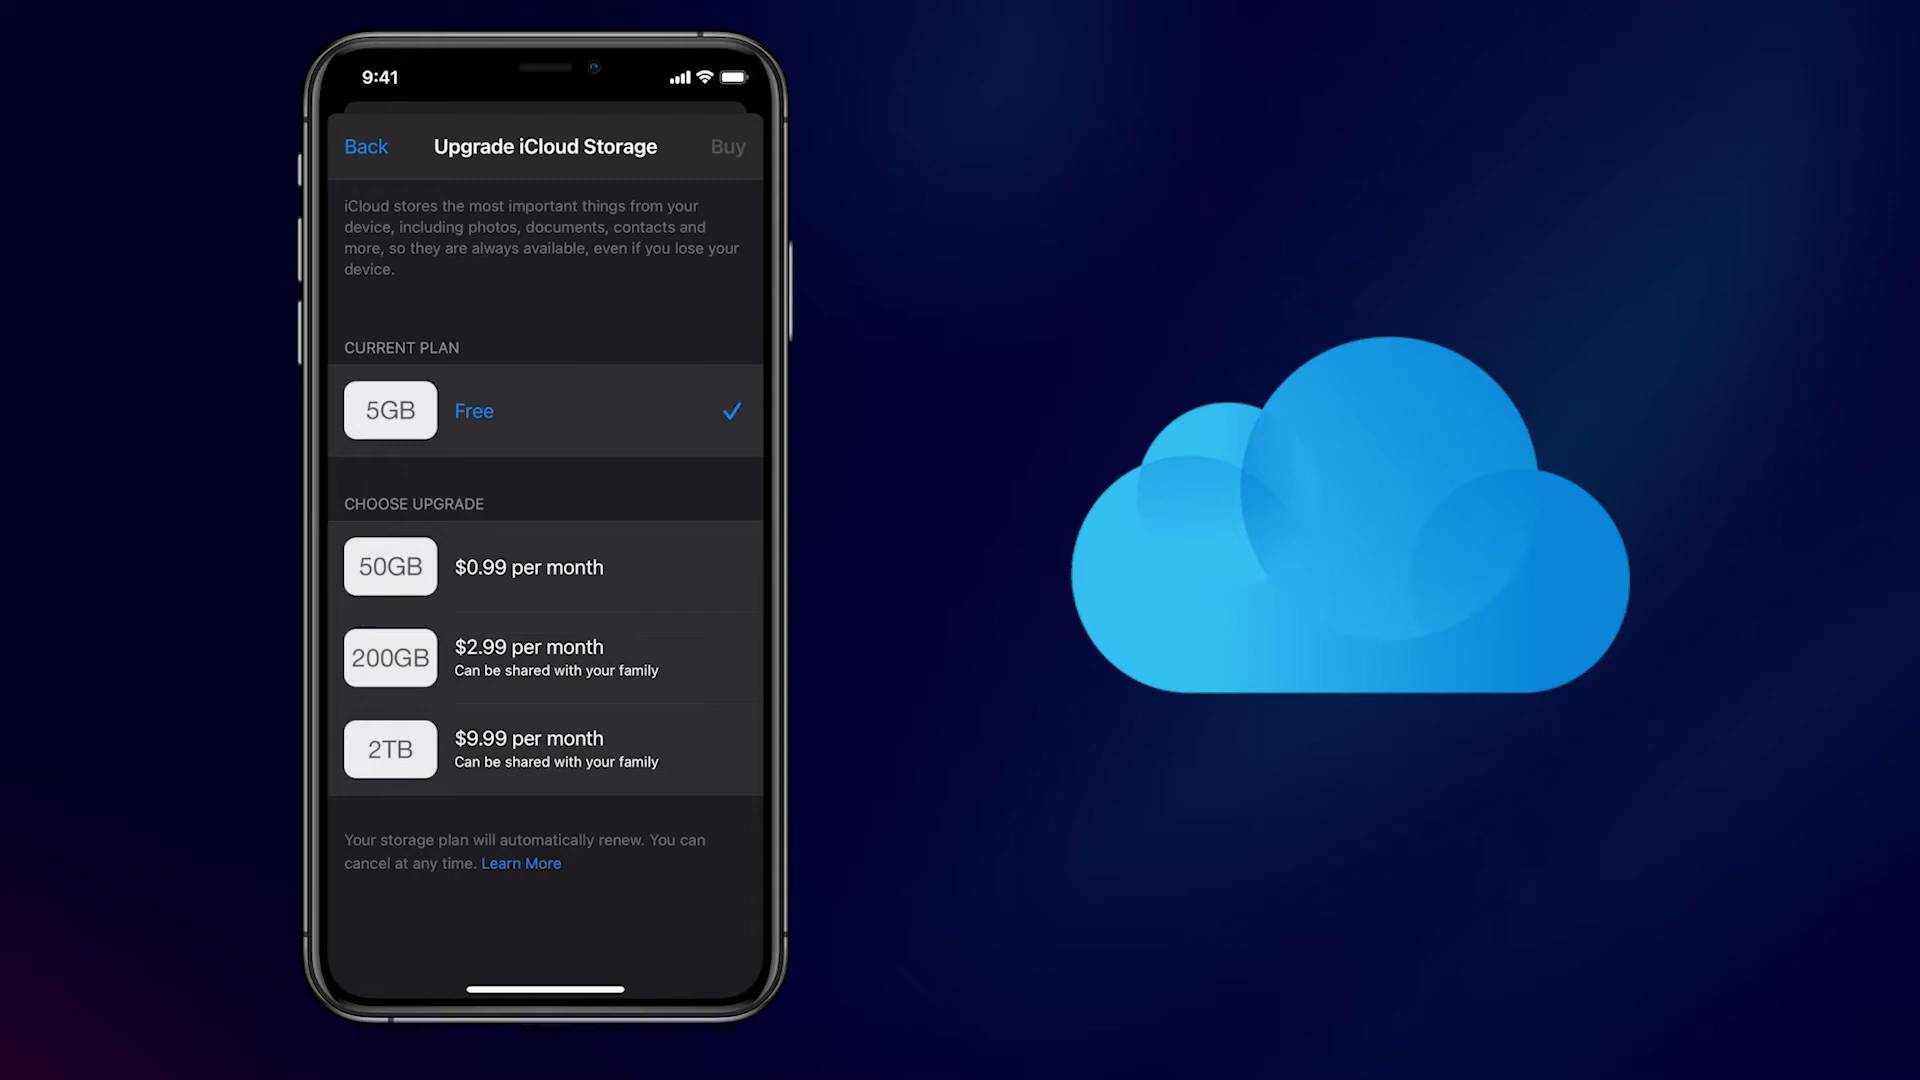 9:41
Back
Upgrade iCloud Storage
Buy
iCloud stores the most important things from your
device, including photos, documents, contacts and
more, so they are always available, even if you lose your
device.
CURRENT PLAN
5GB
Free
CHOOSE UPGRADE
50GB
$0.99 per month
200GB
$2.99 per month
Can be shared with your family
2TB
$9.99 per month
Can be shared with your family
Your storage plan will automatically renew. You can
cancel at any time. Learn More